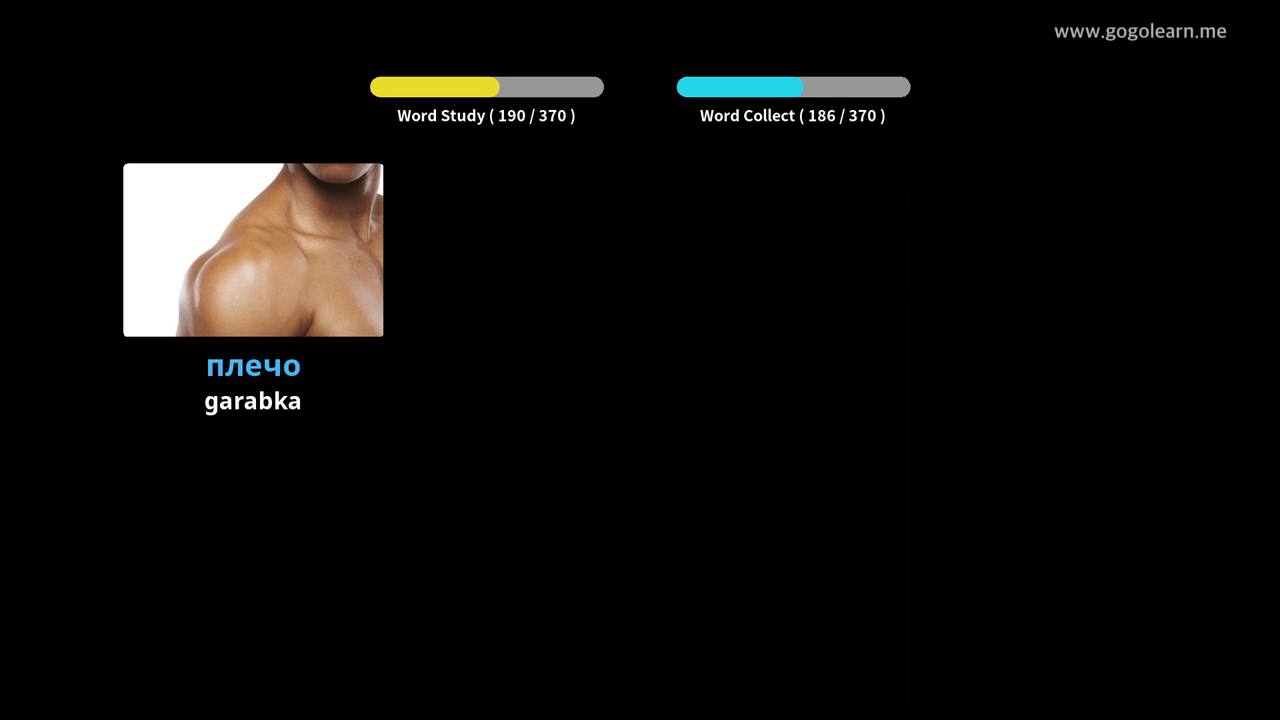 www.gogolearn.me
Word Study ( 190 / 370 )
Word Collect ( 186 / 370 )
плечо
garabka